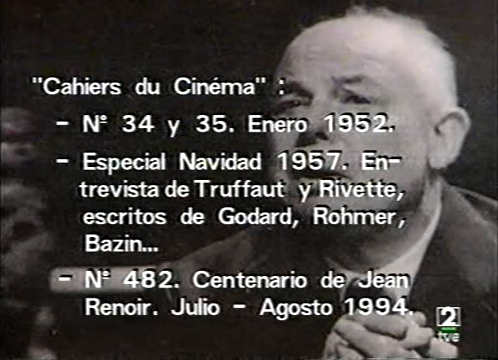 "Cahiers du Cinéma" :
- Nº 34 y 35. Enero 1952.
- Especial Navidad 1957. En-
trevista de Truffaut y Rivette,
escritos de Godard, Rohmer,
Bazin...
- Nº 482. Centenario de Jean
Renoir. Julio - Agosto 1994.
2
tve